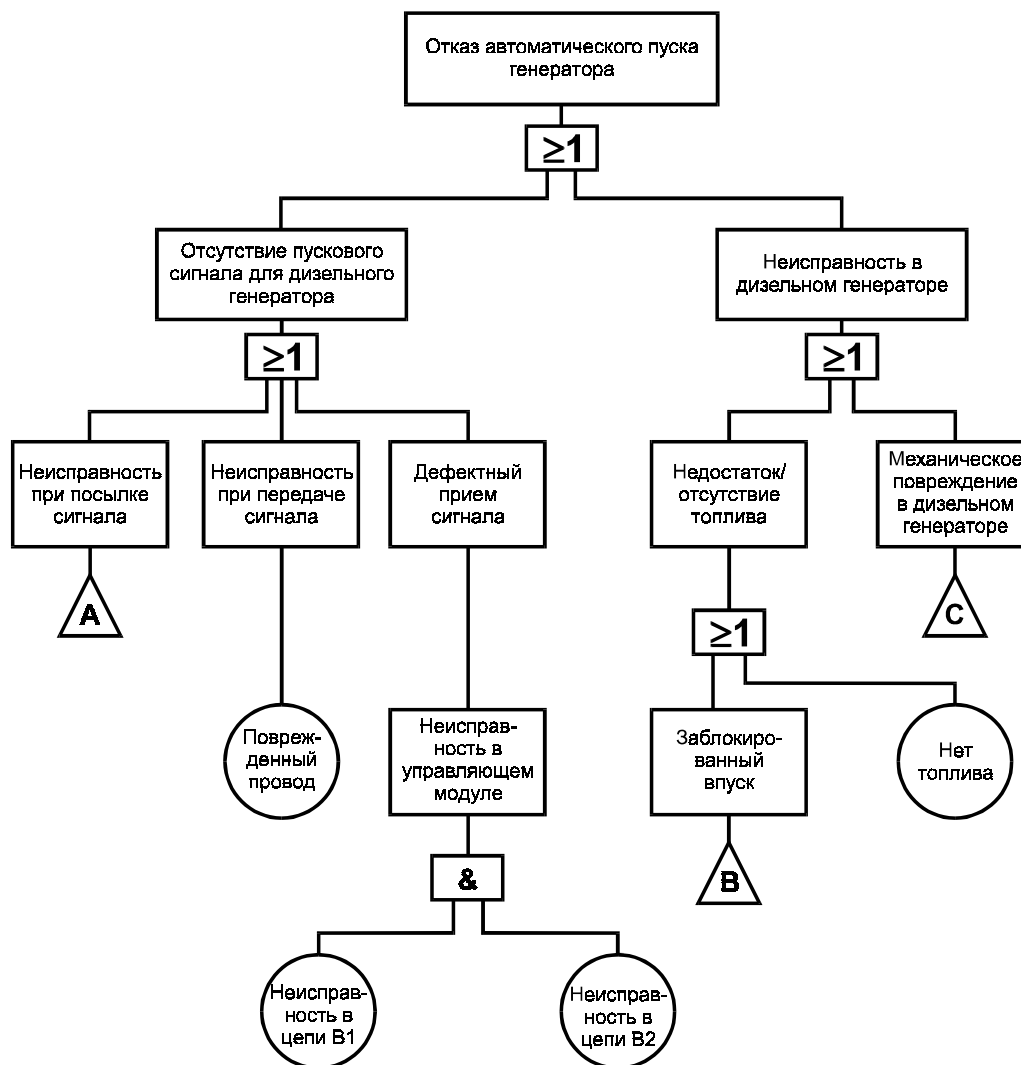 Отказ автоматического пуска
генератора
≥1
Отсутствие пускового
сигнала для дизельного
генератора
Неисправность в
дизельном генераторе
≥1
≥1
Неисправность
при посылке
сигнала
Неисправность
при передаче
сигнала
Дефектный
прием
сигнала
Недостаток/
отсутствие
топлива
Механическое
повреждение
в дизельном
генераторе
A
C
≥1
Повреж-
денный
провод
Неисправ-
ность в
управляющем
модуле
Заблокиро-
ванный
впуск
Нет
топлива
&
B
Неисправ-
ность в
цепи B1
Неисправ-
ность в
цепи B2